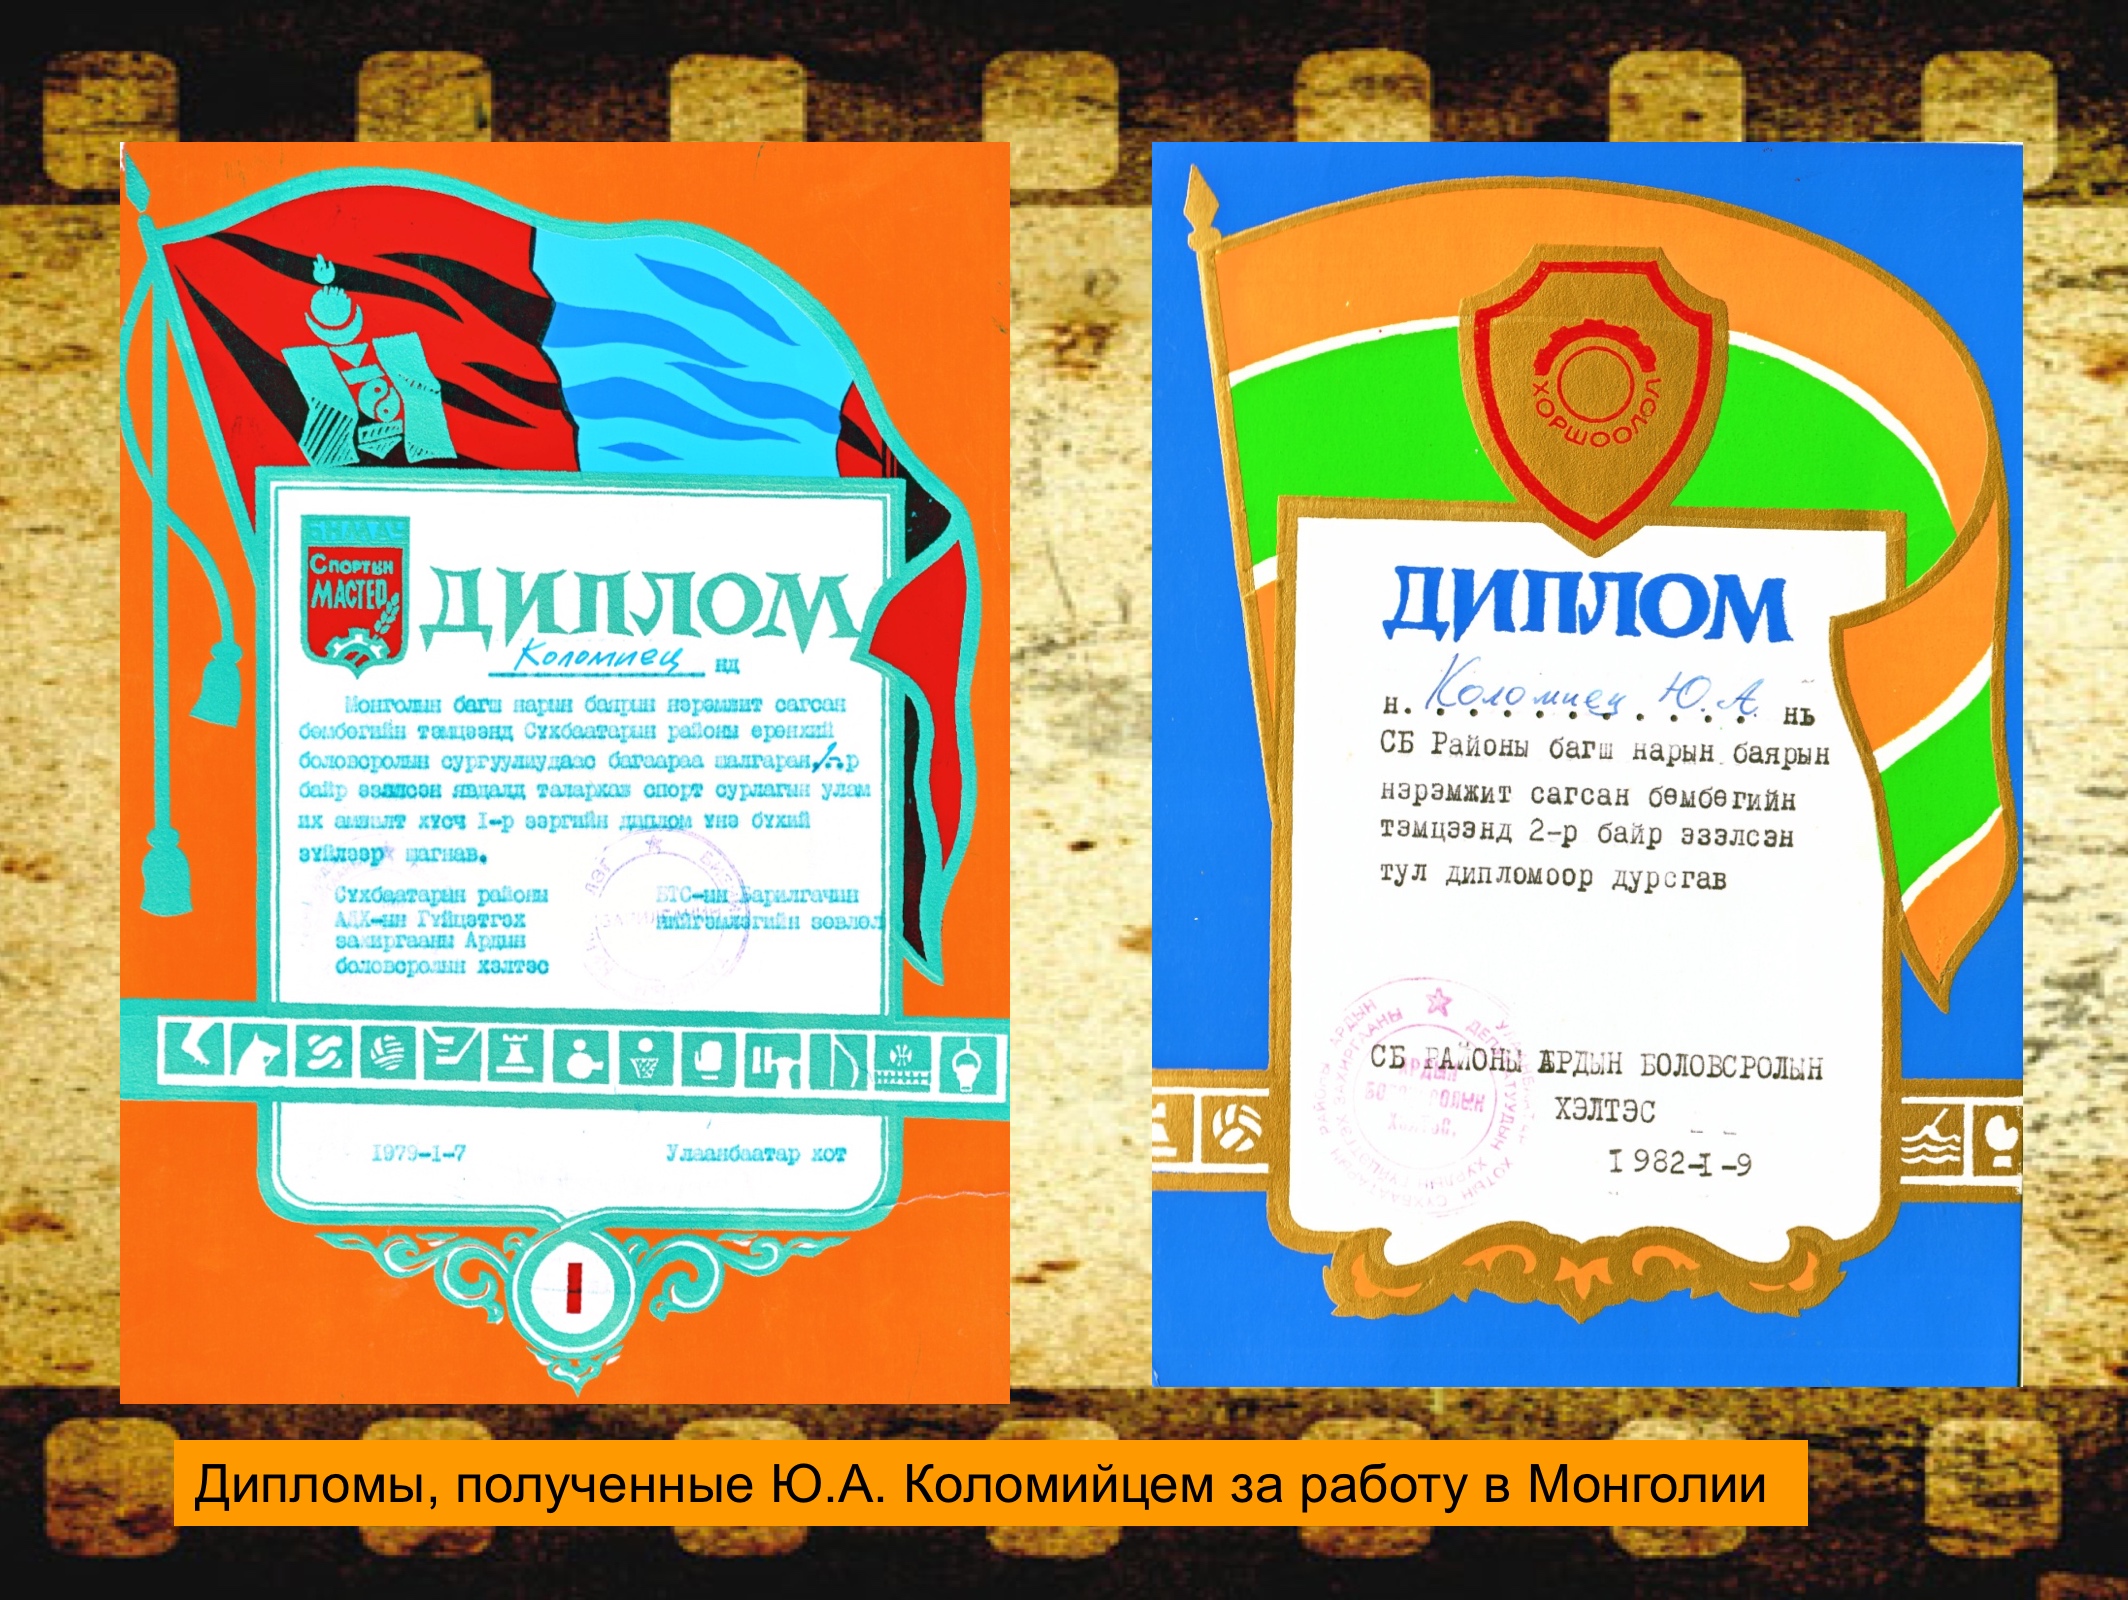 Спортын
МАСТЕР
ДИПЛОМ
Коломиец нд
Монголын багш нарын баярын нэрэмжит сагсан
бөмбөгийн тэмцээнд Сүхбаатарын районы ерөнхий
боловсролын сургуулиудаас багаараа шалгаран 1-р
байр эзэлсэн явдалд талархаж спорт сурлагын улам
их амжилт хүсч I-р зэргийн диплом үнэ бүхий
зүйлээр шагнав.
Сүхбаатарын районы
АДХ-ын Гүйцэтгэх
захиргааны Ардын
боловсролын хэлтэс
БТС-ын Барилгачин
нийгэмлэгийн зөвлөл
1979-1-7 Улаанбаатар хот
I
ХОРШООЛОЛ
ДИПЛОМ
н. Коломиец Ю.А. нь
СБ Районы багш нарын баярын
нэрэмжит сагсан бөмбөгийн
тэмцээнд 2-р байр эзэлсэн
тул дипломоор дурсгав
СБ РАЙОНЫ АРДЫН БОЛОВСРОЛЫН
ХЭЛТЭС
I982-I-9
Дипломы, полученные Ю.А. Коломийцем за работу в Монголии